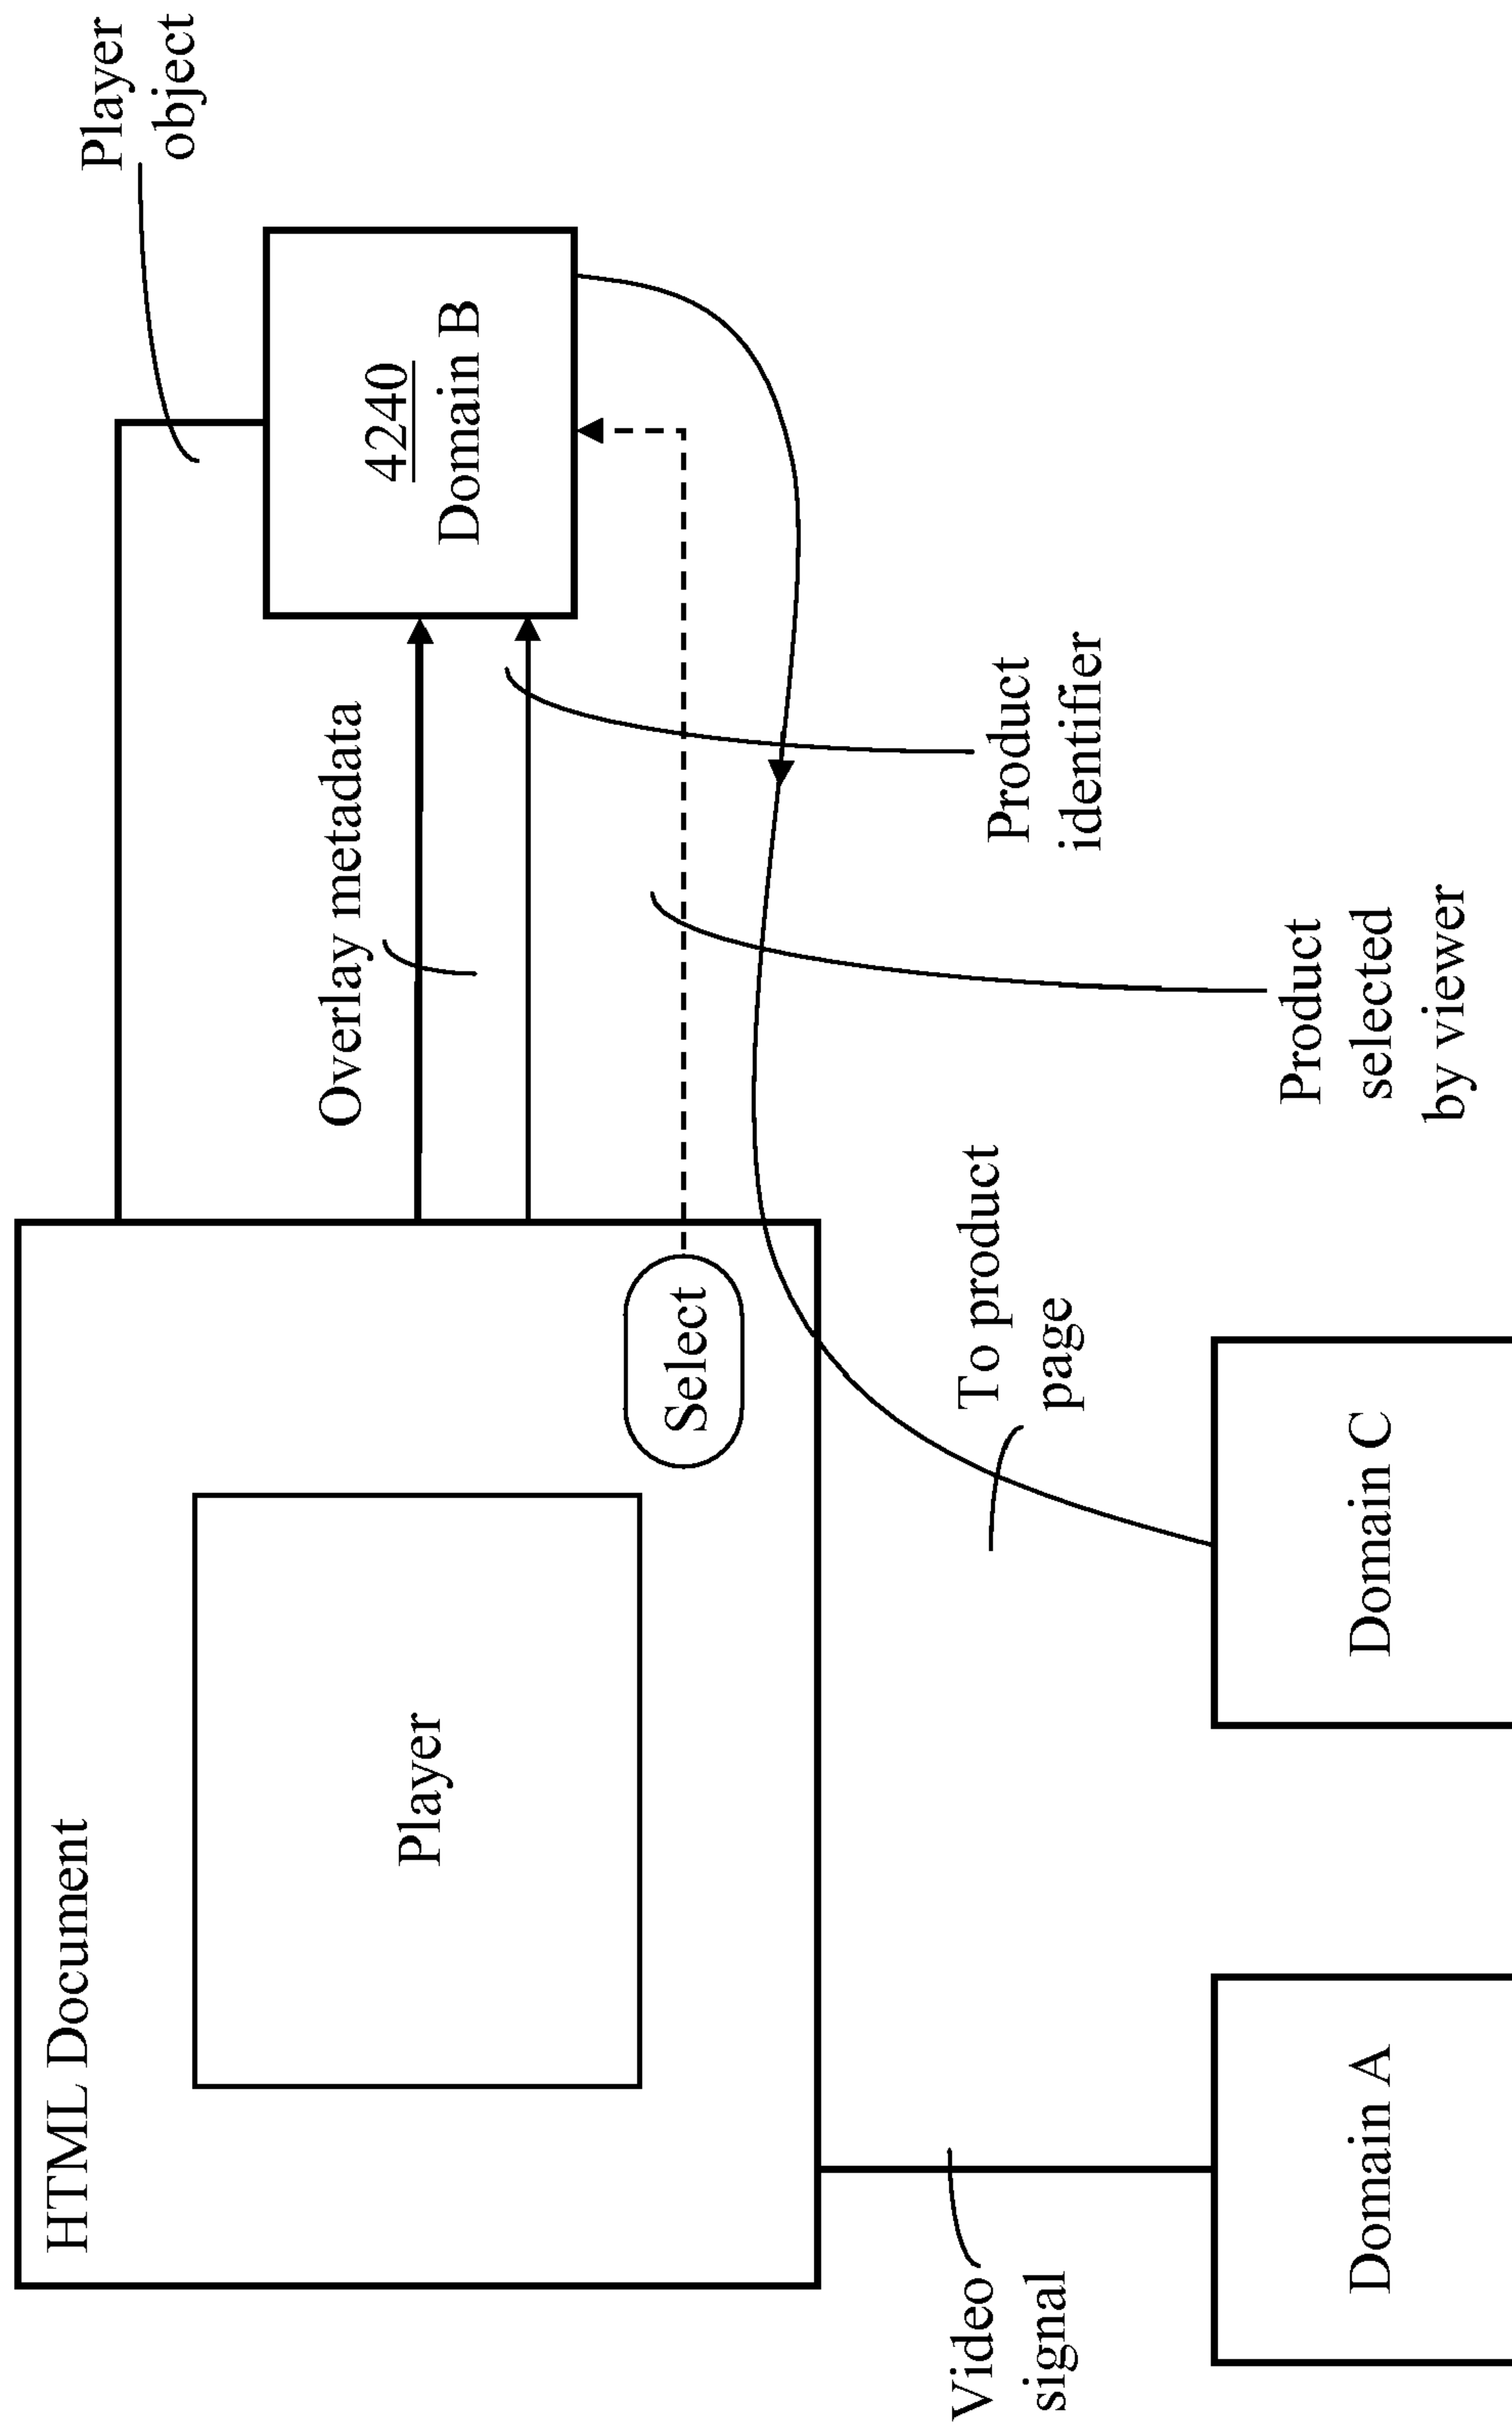 HTML Document
Player
Select
Player
object
Overlay metadata
4240
Domain B
Product
identifier
Product
selected
by viewer
To product
page
Video
signal
Domain A
Domain C